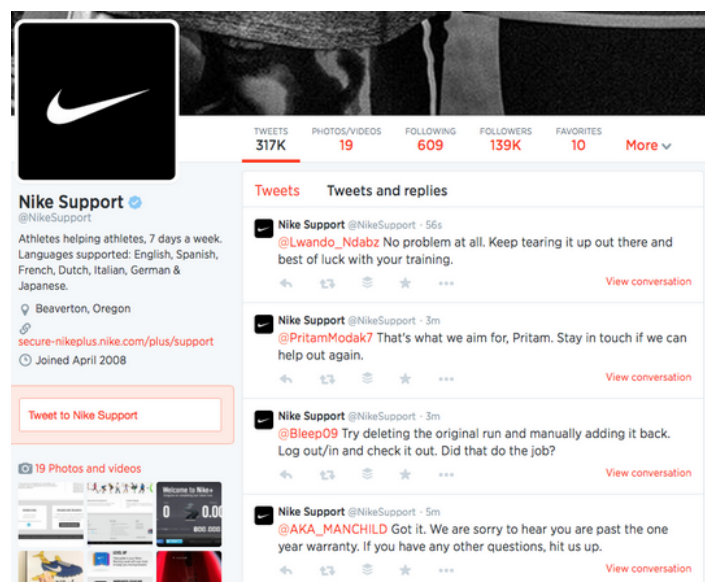 TWEETS
317K
PHOTOS/VIDEOS
19
FOLLOWING
609
FOLLOWERS
139K
FAVORITES
10
More
Nike Support
@NikeSupport
Athletes helping athletes, 7 days a week.
Languages supported: English, Spanish,
French, Dutch, Italian, German &
Japanese.
Beaverton, Oregon
secure-nikeplus.nike.com/plus/support
Joined April 2008
Tweet to Nike Support
19 Photos and videos
Welcome to Nike+
0 0.00
Tweets Tweets and replies
Nike Support @NikeSupport · 56s
@Lwando_Ndabz No problem at all. Keep tearing it up out there and
best of luck with your training.
View conversation
Nike Support @NikeSupport · 3m
@PritamModak7 That's what we aim for, Pritam. Stay in touch if we can
help out again.
View conversation
Nike Support @NikeSupport · 3m
@Bleep09 Try deleting the original run and manually adding it back.
Log out/in and check it out. Did that do the job?
View conversation
Nike Support @NikeSupport · 5m
@AKA_MANCHILD Got it. We are sorry to hear you are past the one
year warranty. If you have any other questions, hit us up.
View conversation